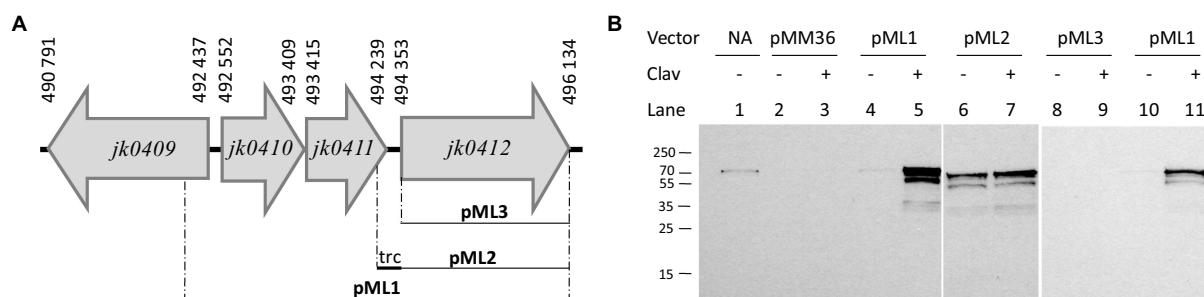 A
490 791
492 437
492 552
493 409
493 415
494 239
494 353
496 134
jk0409
jk0410
jk0411
jk0412
pML3
trc
pML2
pML1
B
Vector NA pMM36 pML1 pML2 pML3 pML1
Clav - + - + - + - + - +
Lane 1 2 3 4 5 6 7 8 9 10 11
250
70
55
35
25
15